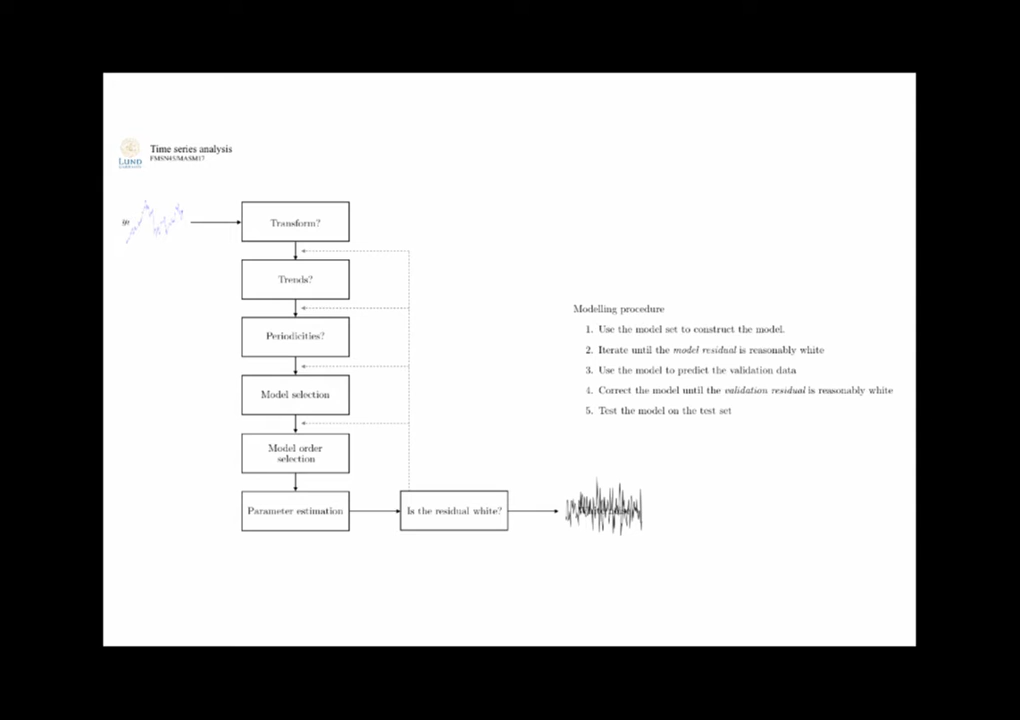 Time series analysis
FMSN45/MASM17
LUND
Transform?
Trends?
Periodicities?
Model selection
Model order
selection
Parameter estimation
Is the residual white?
Modelling procedure
1. Use the model set to construct the model.
2. Iterate until the model residual is reasonably white
3. Use the model to predict the validation data
4. Correct the model until the validation residual is reasonably white
5. Test the model on the test set